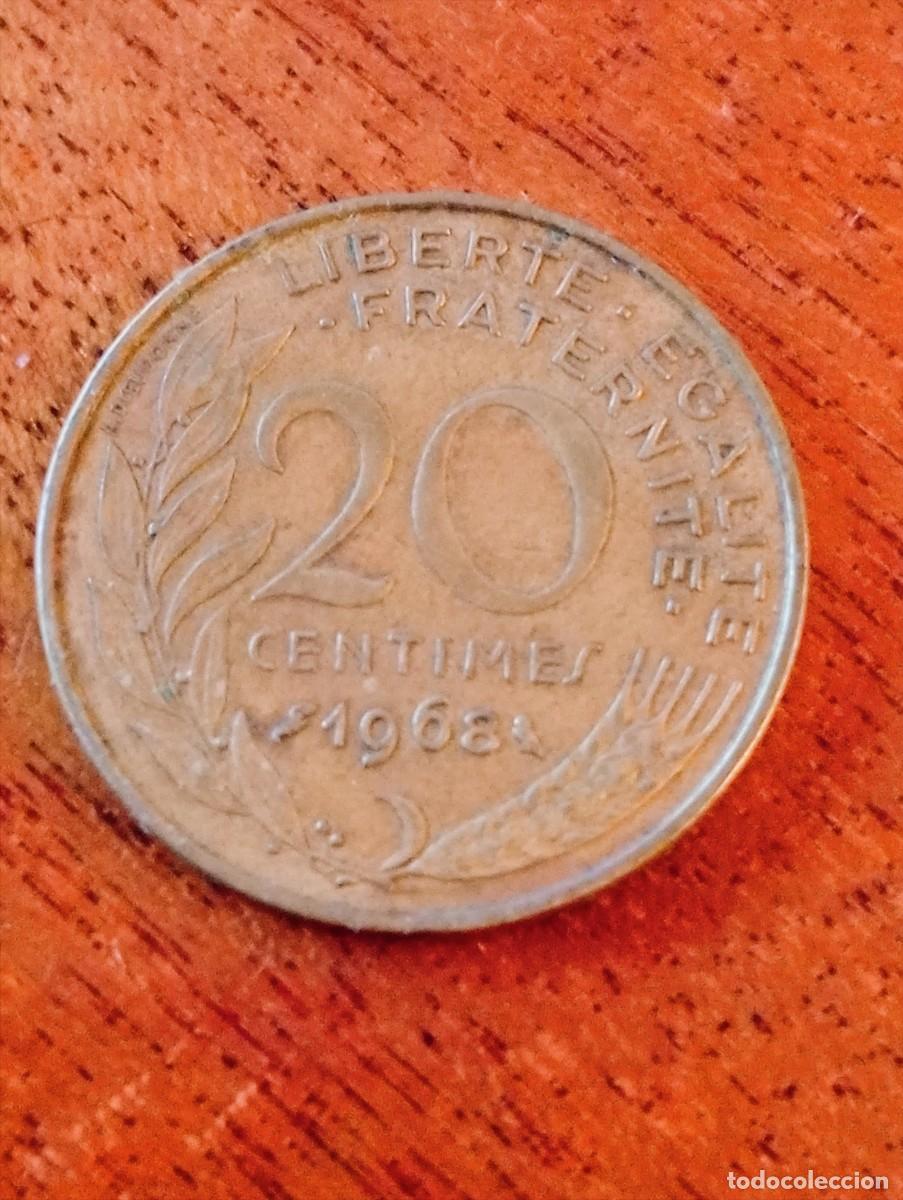 LIBERTE · EGALITE
· FRATERNITE ·
20
CENTIMES
1968
todocoleccion